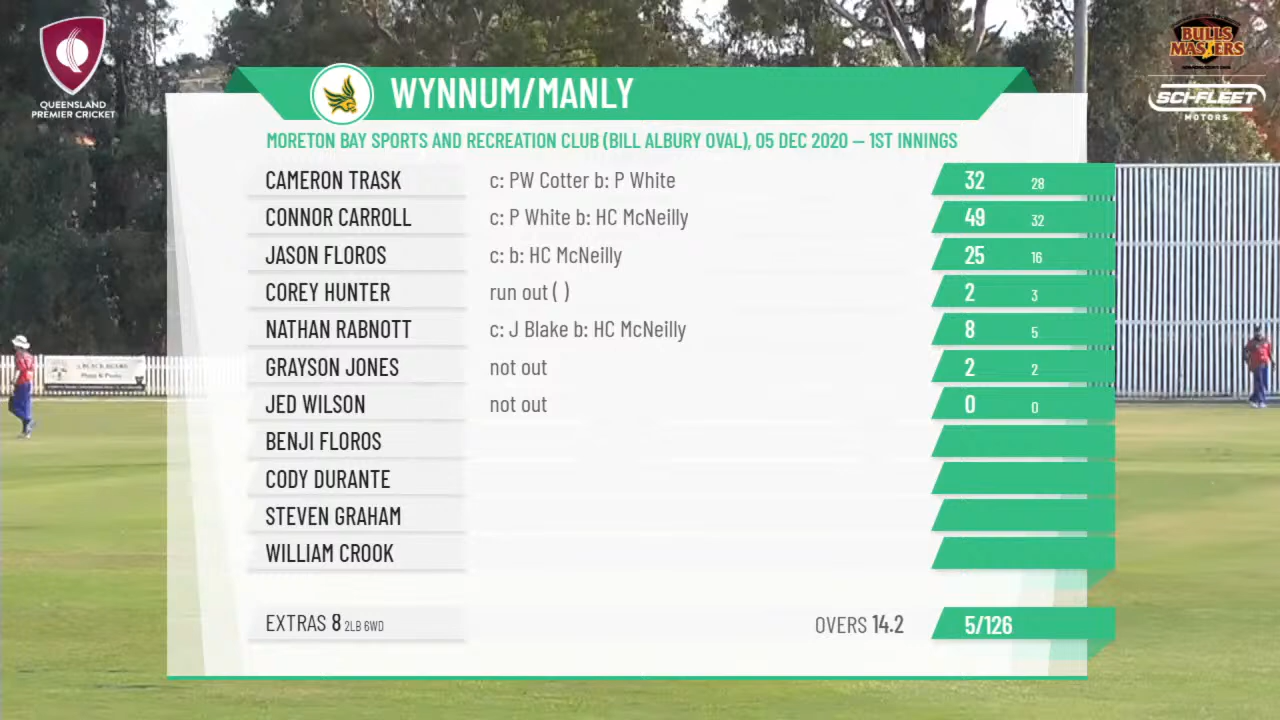 QUEENSLAND
PREMIER CRICKET
BULLS
MASTERS
SCI-FLEET
MOTORS
WYNNUM/MANLY
MORETON BAY SPORTS AND RECREATION CLUB (BILL ALBURY OVAL), 05 DEC 2020 – 1ST INNINGS
CAMERON TRASK c: PW Cotter b: P White 32 28
CONNOR CARROLL c: P White b: HC McNeilly 49 32
JASON FLOROS c: b: HC McNeilly 25 16
COREY HUNTER run out ( ) 2 3
NATHAN RABNOTT c: J Blake b: HC McNeilly 8 5
GRAYSON JONES not out 2 2
JED WILSON not out 0 0
BENJI FLOROS
CODY DURANTE
STEVEN GRAHAM
WILLIAM CROOK
EXTRAS 8 2LB 6WD OVERS 14.2 5/126